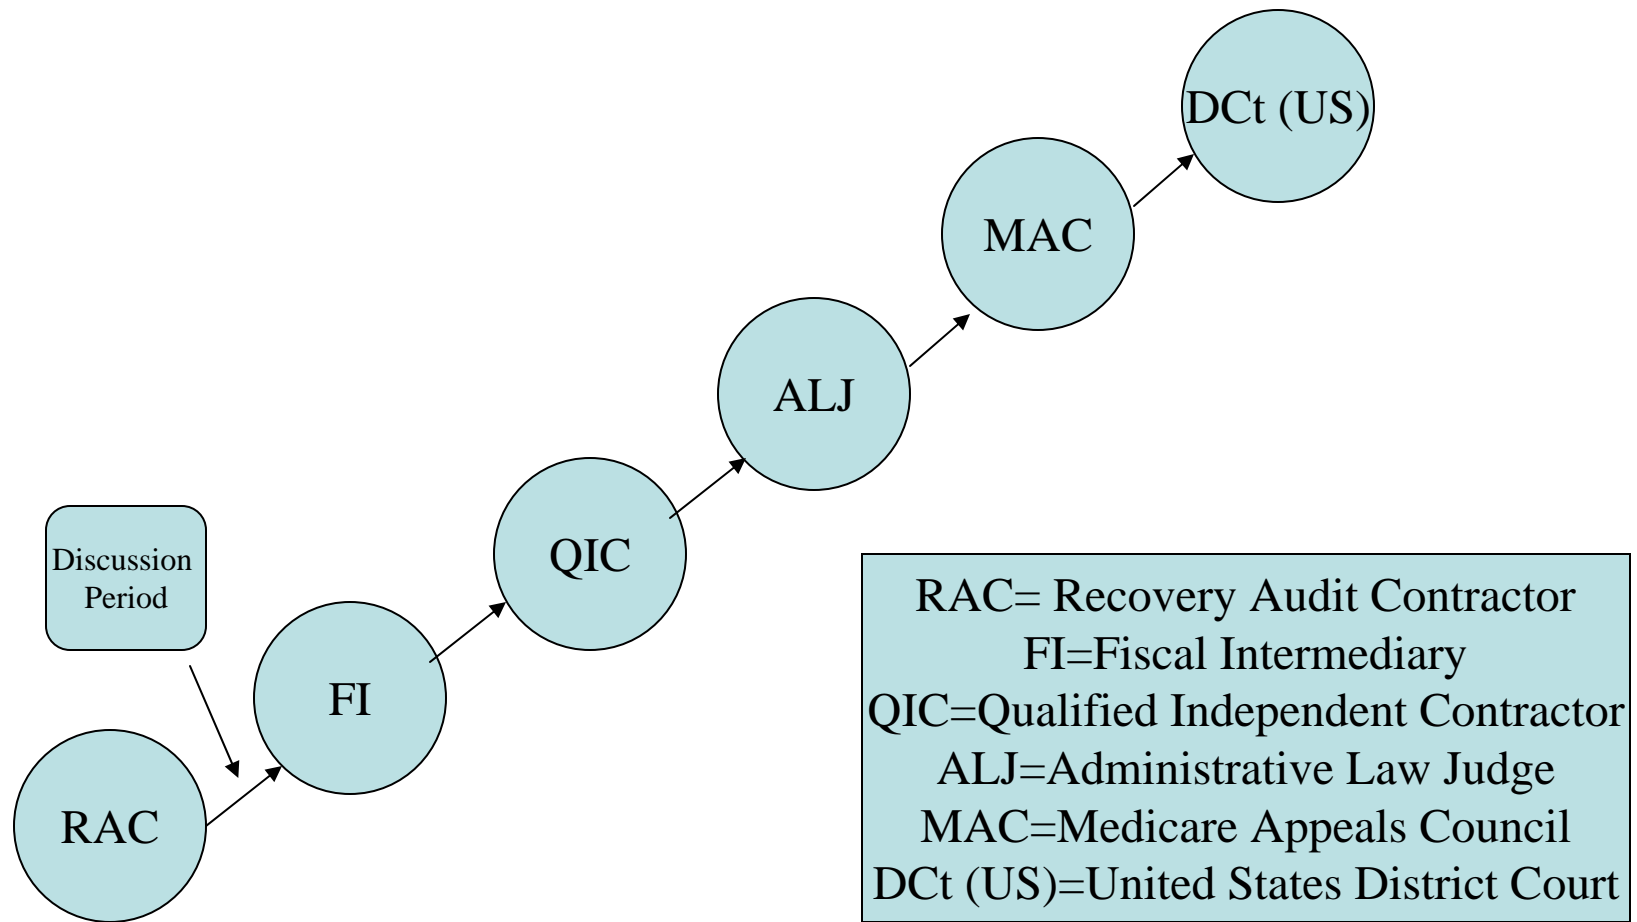 DCt (US)
MAC
ALJ
QIC
Discussion
Period
FI
RAC
RAC= Recovery Audit Contractor
FI=Fiscal Intermediary
QIC=Qualified Independent Contractor
ALJ=Administrative Law Judge
MAC=Medicare Appeals Council
DCt (US)=United States District Court